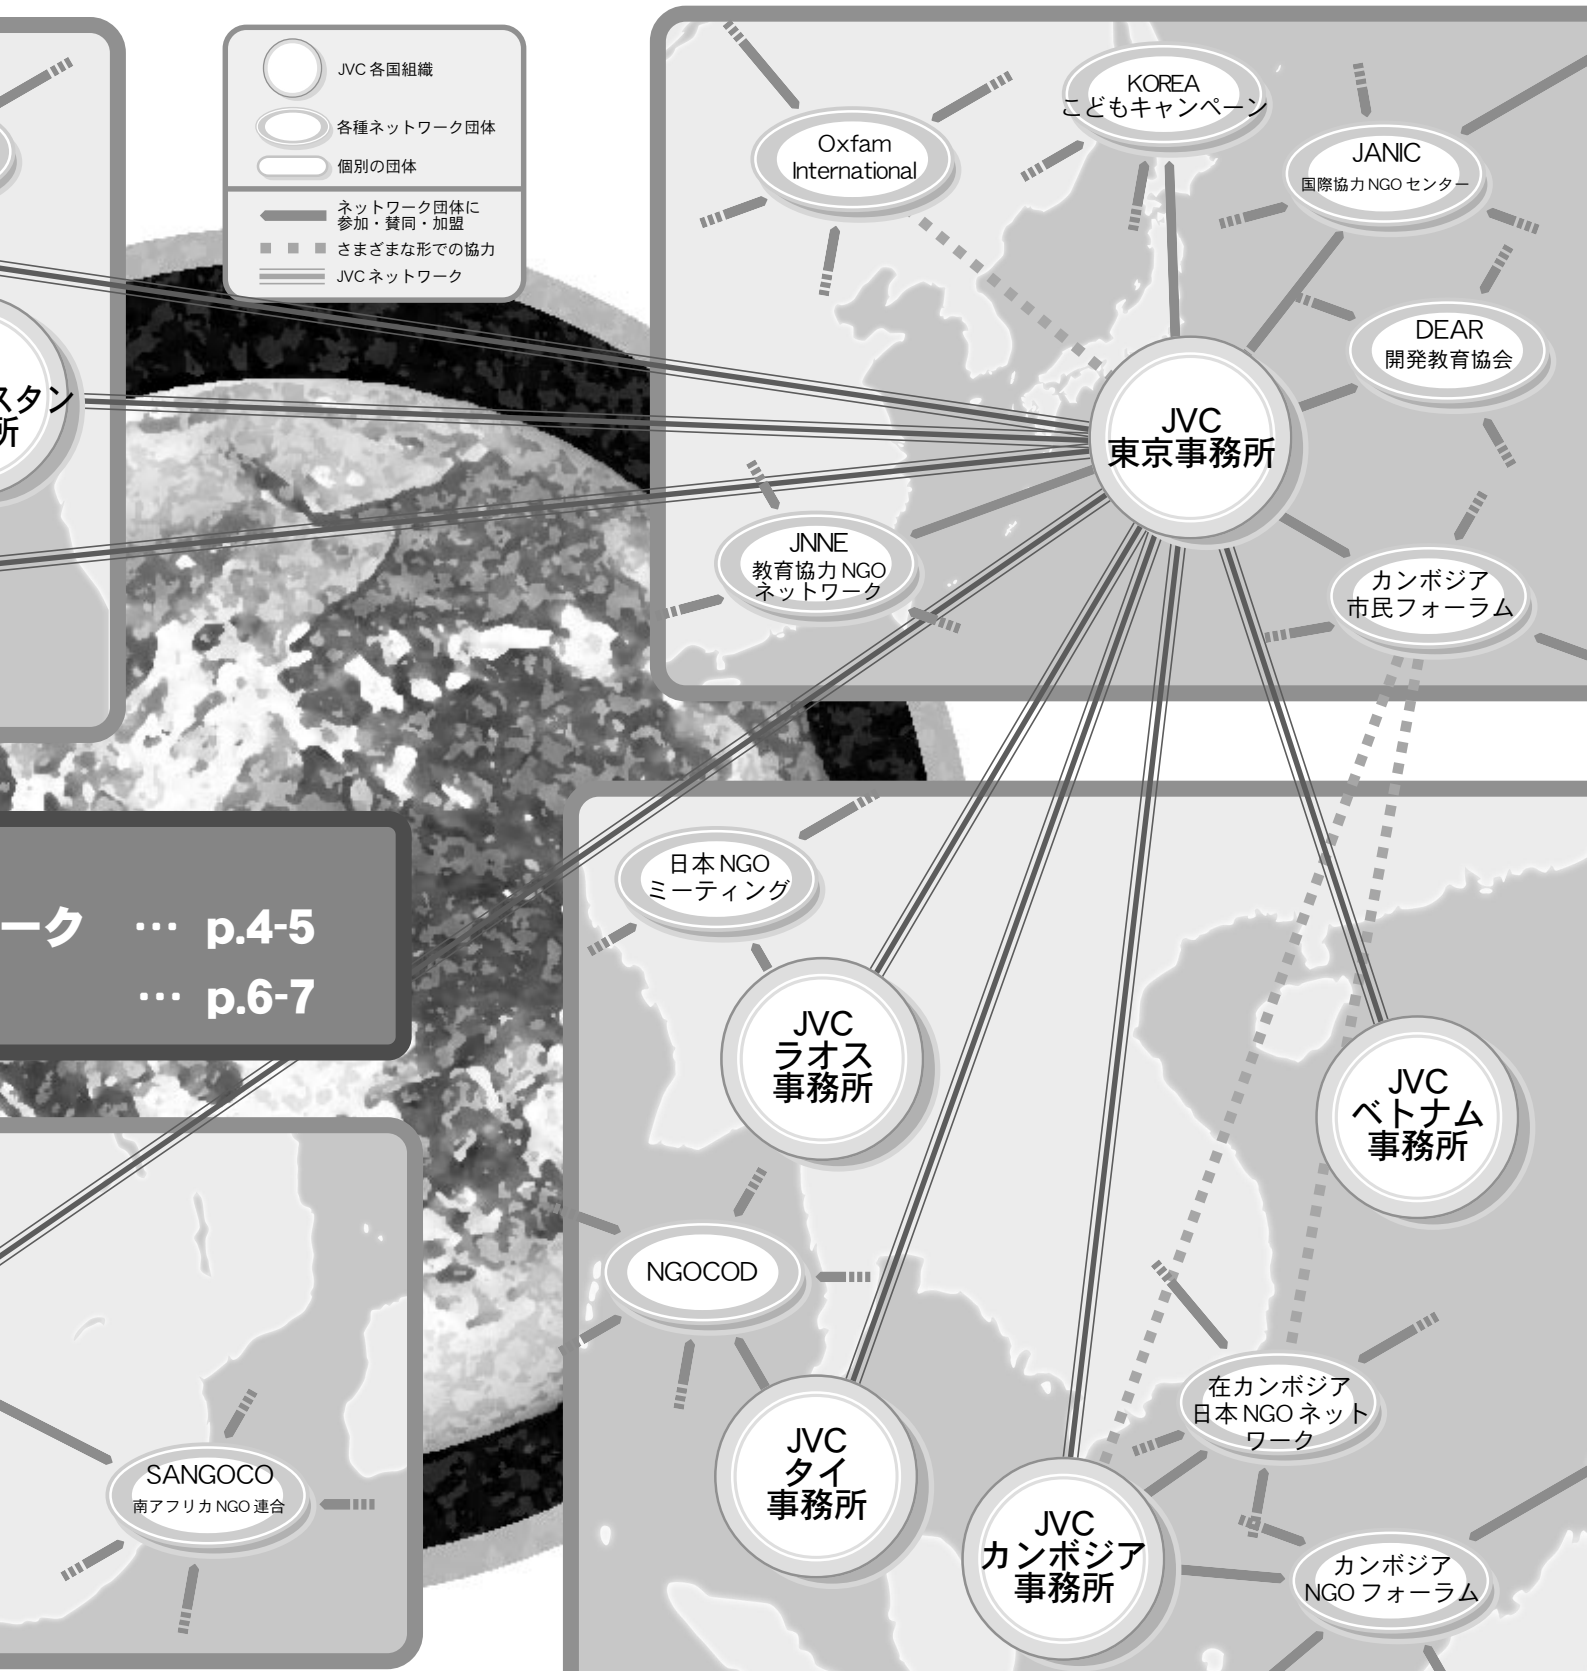 JVC 各国組織
各種ネットワーク団体
個別の団体
ネットワーク団体に
参加・賛同・加盟
さまざまな形での協力
JVC ネットワーク
スタン
所
Oxfam
International
KOREA
こどもキャンペーン
JANIC
国際協力 NGO センター
DEAR
開発教育協会
JVC
東京事務所
JNNE
教育協力 NGO
ネットワーク
カンボジア
市民フォーラム
ーク … p.4-5
… p.6-7
日本 NGO
ミーティング
JVC
ラオス
事務所
JVC
ベトナム
事務所
NGOCOD
JVC
タイ
事務所
在カンボジア
日本 NGO ネット
ワーク
JVC
カンボジア
事務所
カンボジア
NGO フォーラム
SANGOCO
南アフリカ NGO 連合